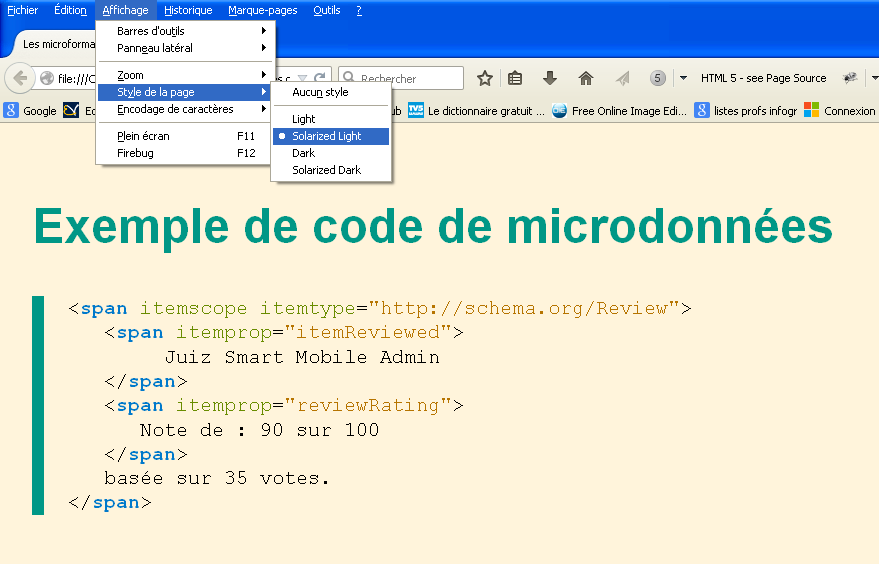 Fichier Édition Affichage Historique Marque-pages Outils ?
Barres d'outils
Panneau latéral
Zoom
Style de la page
Encodage de caractères
Plein écran F11
Firebug F12
Aucun style
Light
Solarized Light
Dark
Solarized Dark
Les microforma
file:///C
Rechercher
5
HTML 5 - see Page Source
Google
Le dictionnaire gratuit ...
Free Online Image Edi...
listes profs infogr
Connexion
Exemple de code de microdonnées
<span itemscope itemtype="http://schema.org/Review">
<span itemprop="itemReviewed">
Juiz Smart Mobile Admin
</span>
<span itemprop="reviewRating">
Note de : 90 sur 100
</span>
basée sur 35 votes.
</span>